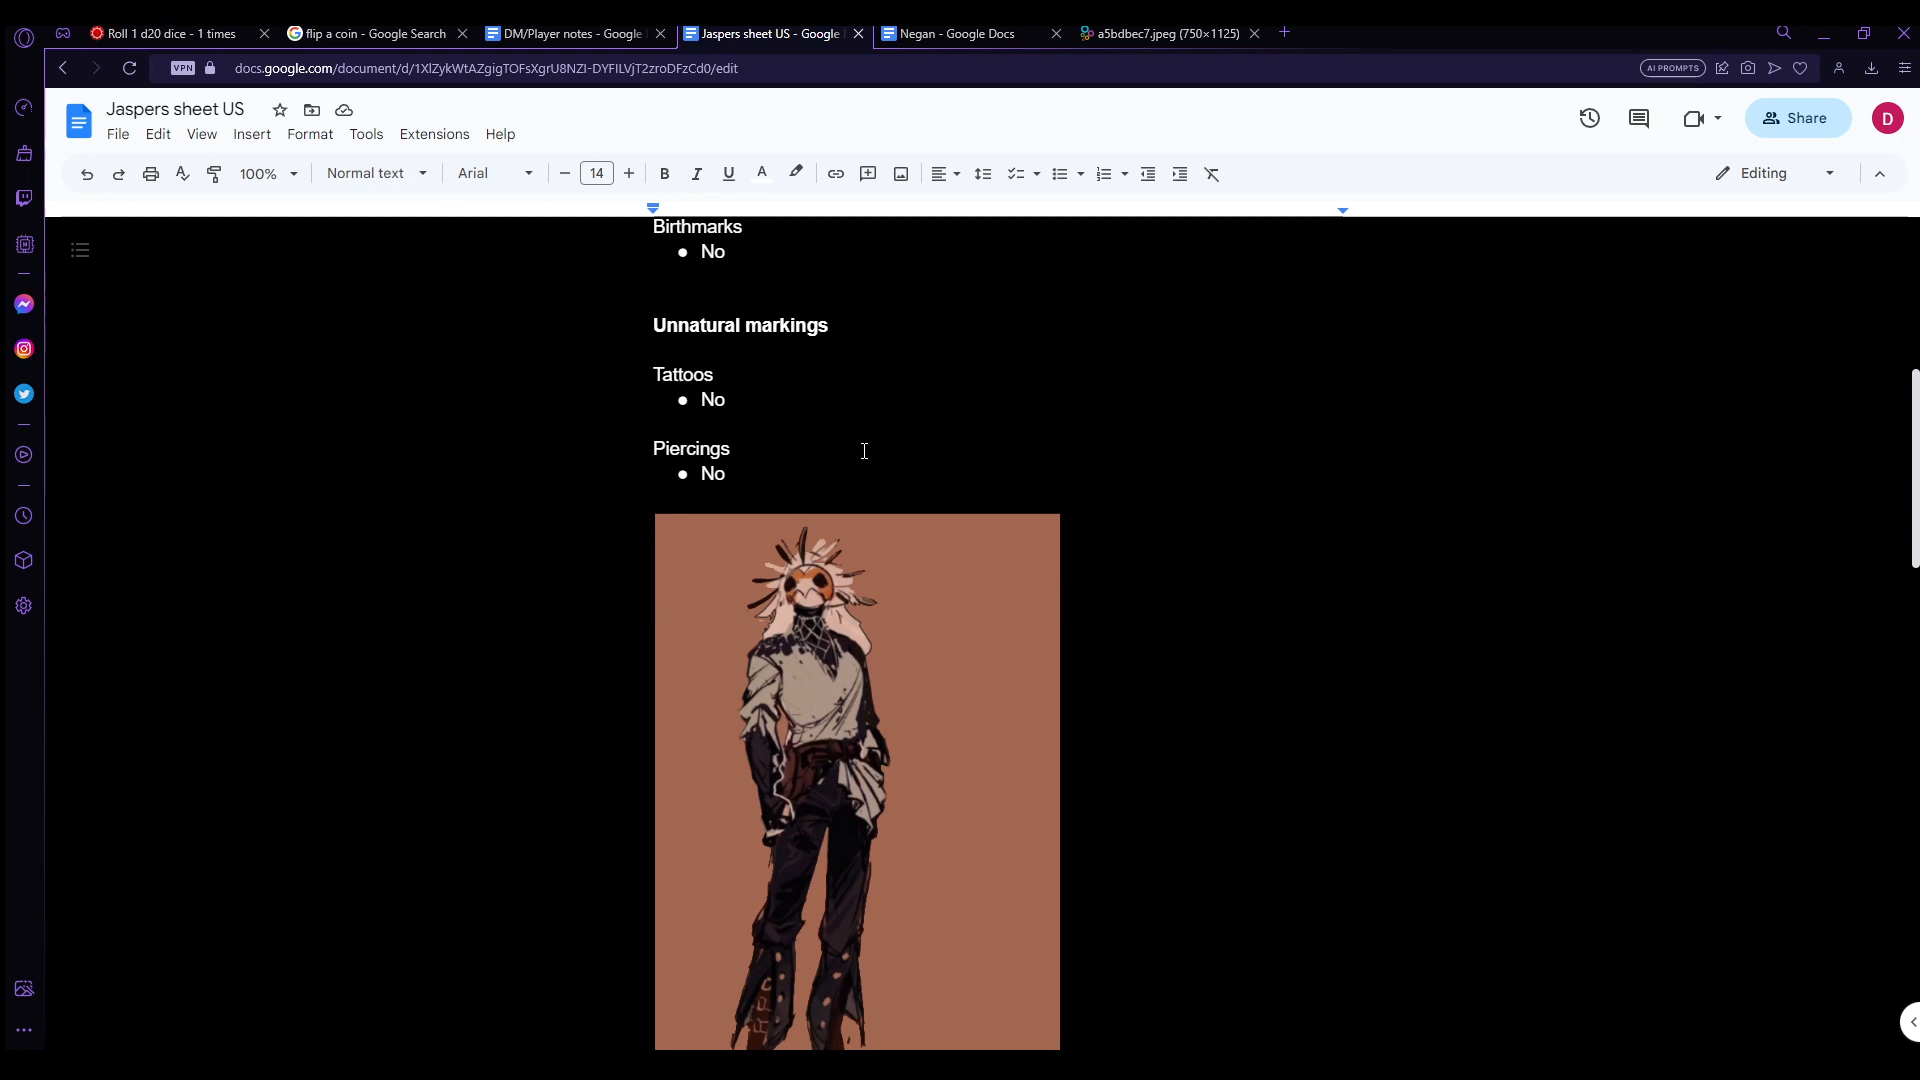 Roll 1 d20 dice - 1 times
flip a coin - Google Search
DM/Player notes - Google
Jaspers sheet US - Google
Negan - Google Docs
a5bdbec7.jpeg (750×1125)
VPN
docs.google.com/document/d/1XlZykWtAZgigTOFsXgrU8NZI-DYFILVjT2zroDFzCd0/edit
AI PROMPTS
Jaspers sheet US
File Edit View Insert Format Tools Extensions Help
Share
D
100% Normal text Arial 14 B I U A Editing
Birthmarks
● No
Unnatural markings
Tattoos
● No
Piercings
● No